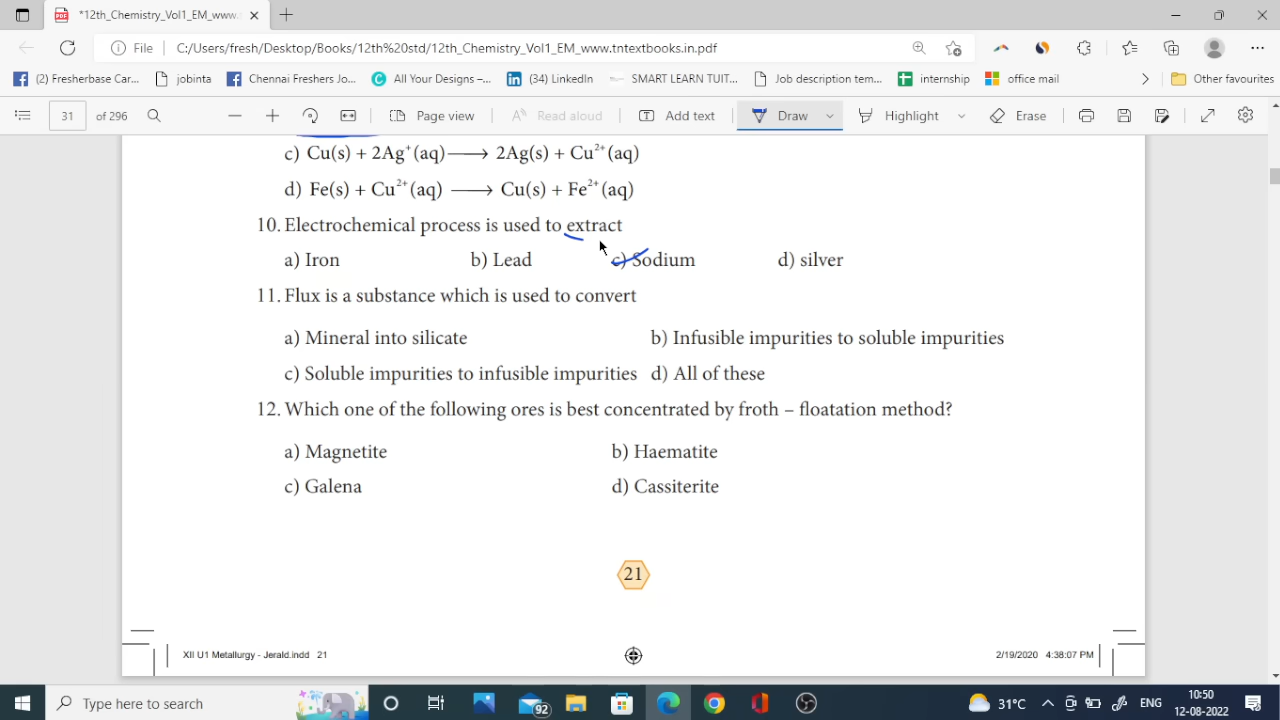 *12th_Chemistry_Vol1_EM_www.
File
C:/Users/fresh/Desktop/Books/12th%20std/12th_Chemistry_Vol1_EM_www.tntextbooks.in.pdf
(2) Fresherbase Car...
jobinta
Chennai Freshers Jo...
All Your Designs –...
(34) LinkedIn
SMART LEARN TUIT...
Job description tem...
internship
office mail
Other favourites
31 of 296
Page view
Read aloud
Add text
Draw
Highlight
Erase
c) Cu(s) + 2Ag⁺(aq) ⟶ 2Ag(s) + Cu²⁺(aq)
d) Fe(s) + Cu²⁺(aq) ⟶ Cu(s) + Fe²⁺(aq)
10. Electrochemical process is used to extract
a) Iron b) Lead c) Sodium d) silver
11. Flux is a substance which is used to convert
a) Mineral into silicate b) Infusible impurities to soluble impurities
c) Soluble impurities to infusible impurities d) All of these
12. Which one of the following ores is best concentrated by froth – floatation method?
a) Magnetite b) Haematite
c) Galena d) Cassiterite
21
XII U1 Metallurgy - Jerald.indd 21
2/19/2020 4:38:07 PM
Type here to search
92
31°C
ENG
10:50
12-08-2022